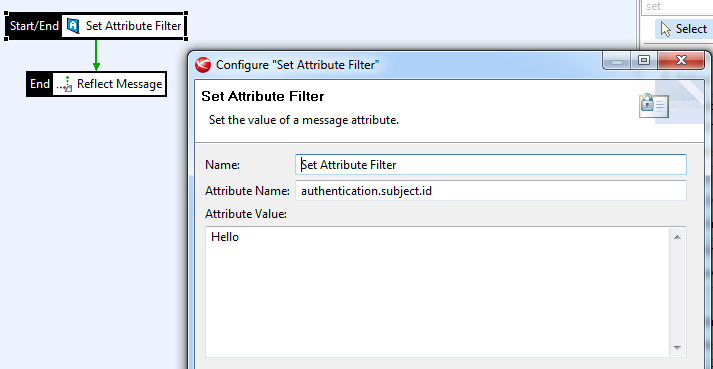 set
Start/End Set Attribute Filter
Select
End Reflect Message
Configure "Set Attribute Filter"
Set Attribute Filter
Set the value of a message attribute.
Name: Set Attribute Filter
Attribute Name: authentication.subject.id
Attribute Value:
Hello